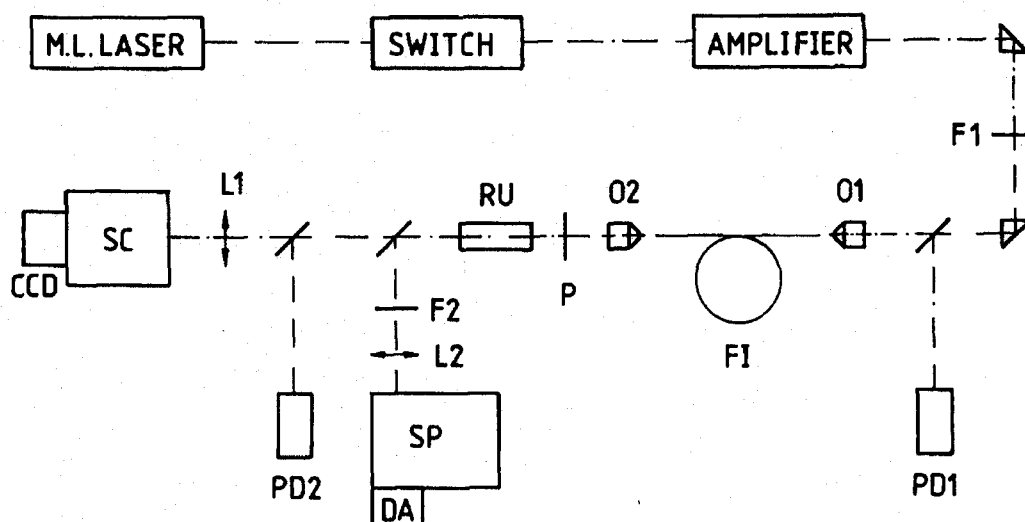 M.L. LASER
SWITCH
AMPLIFIER
F1
L1
RU
O2
O1
SC
CCD
P
F2
L2
FI
SP
PD2
PD1
DA